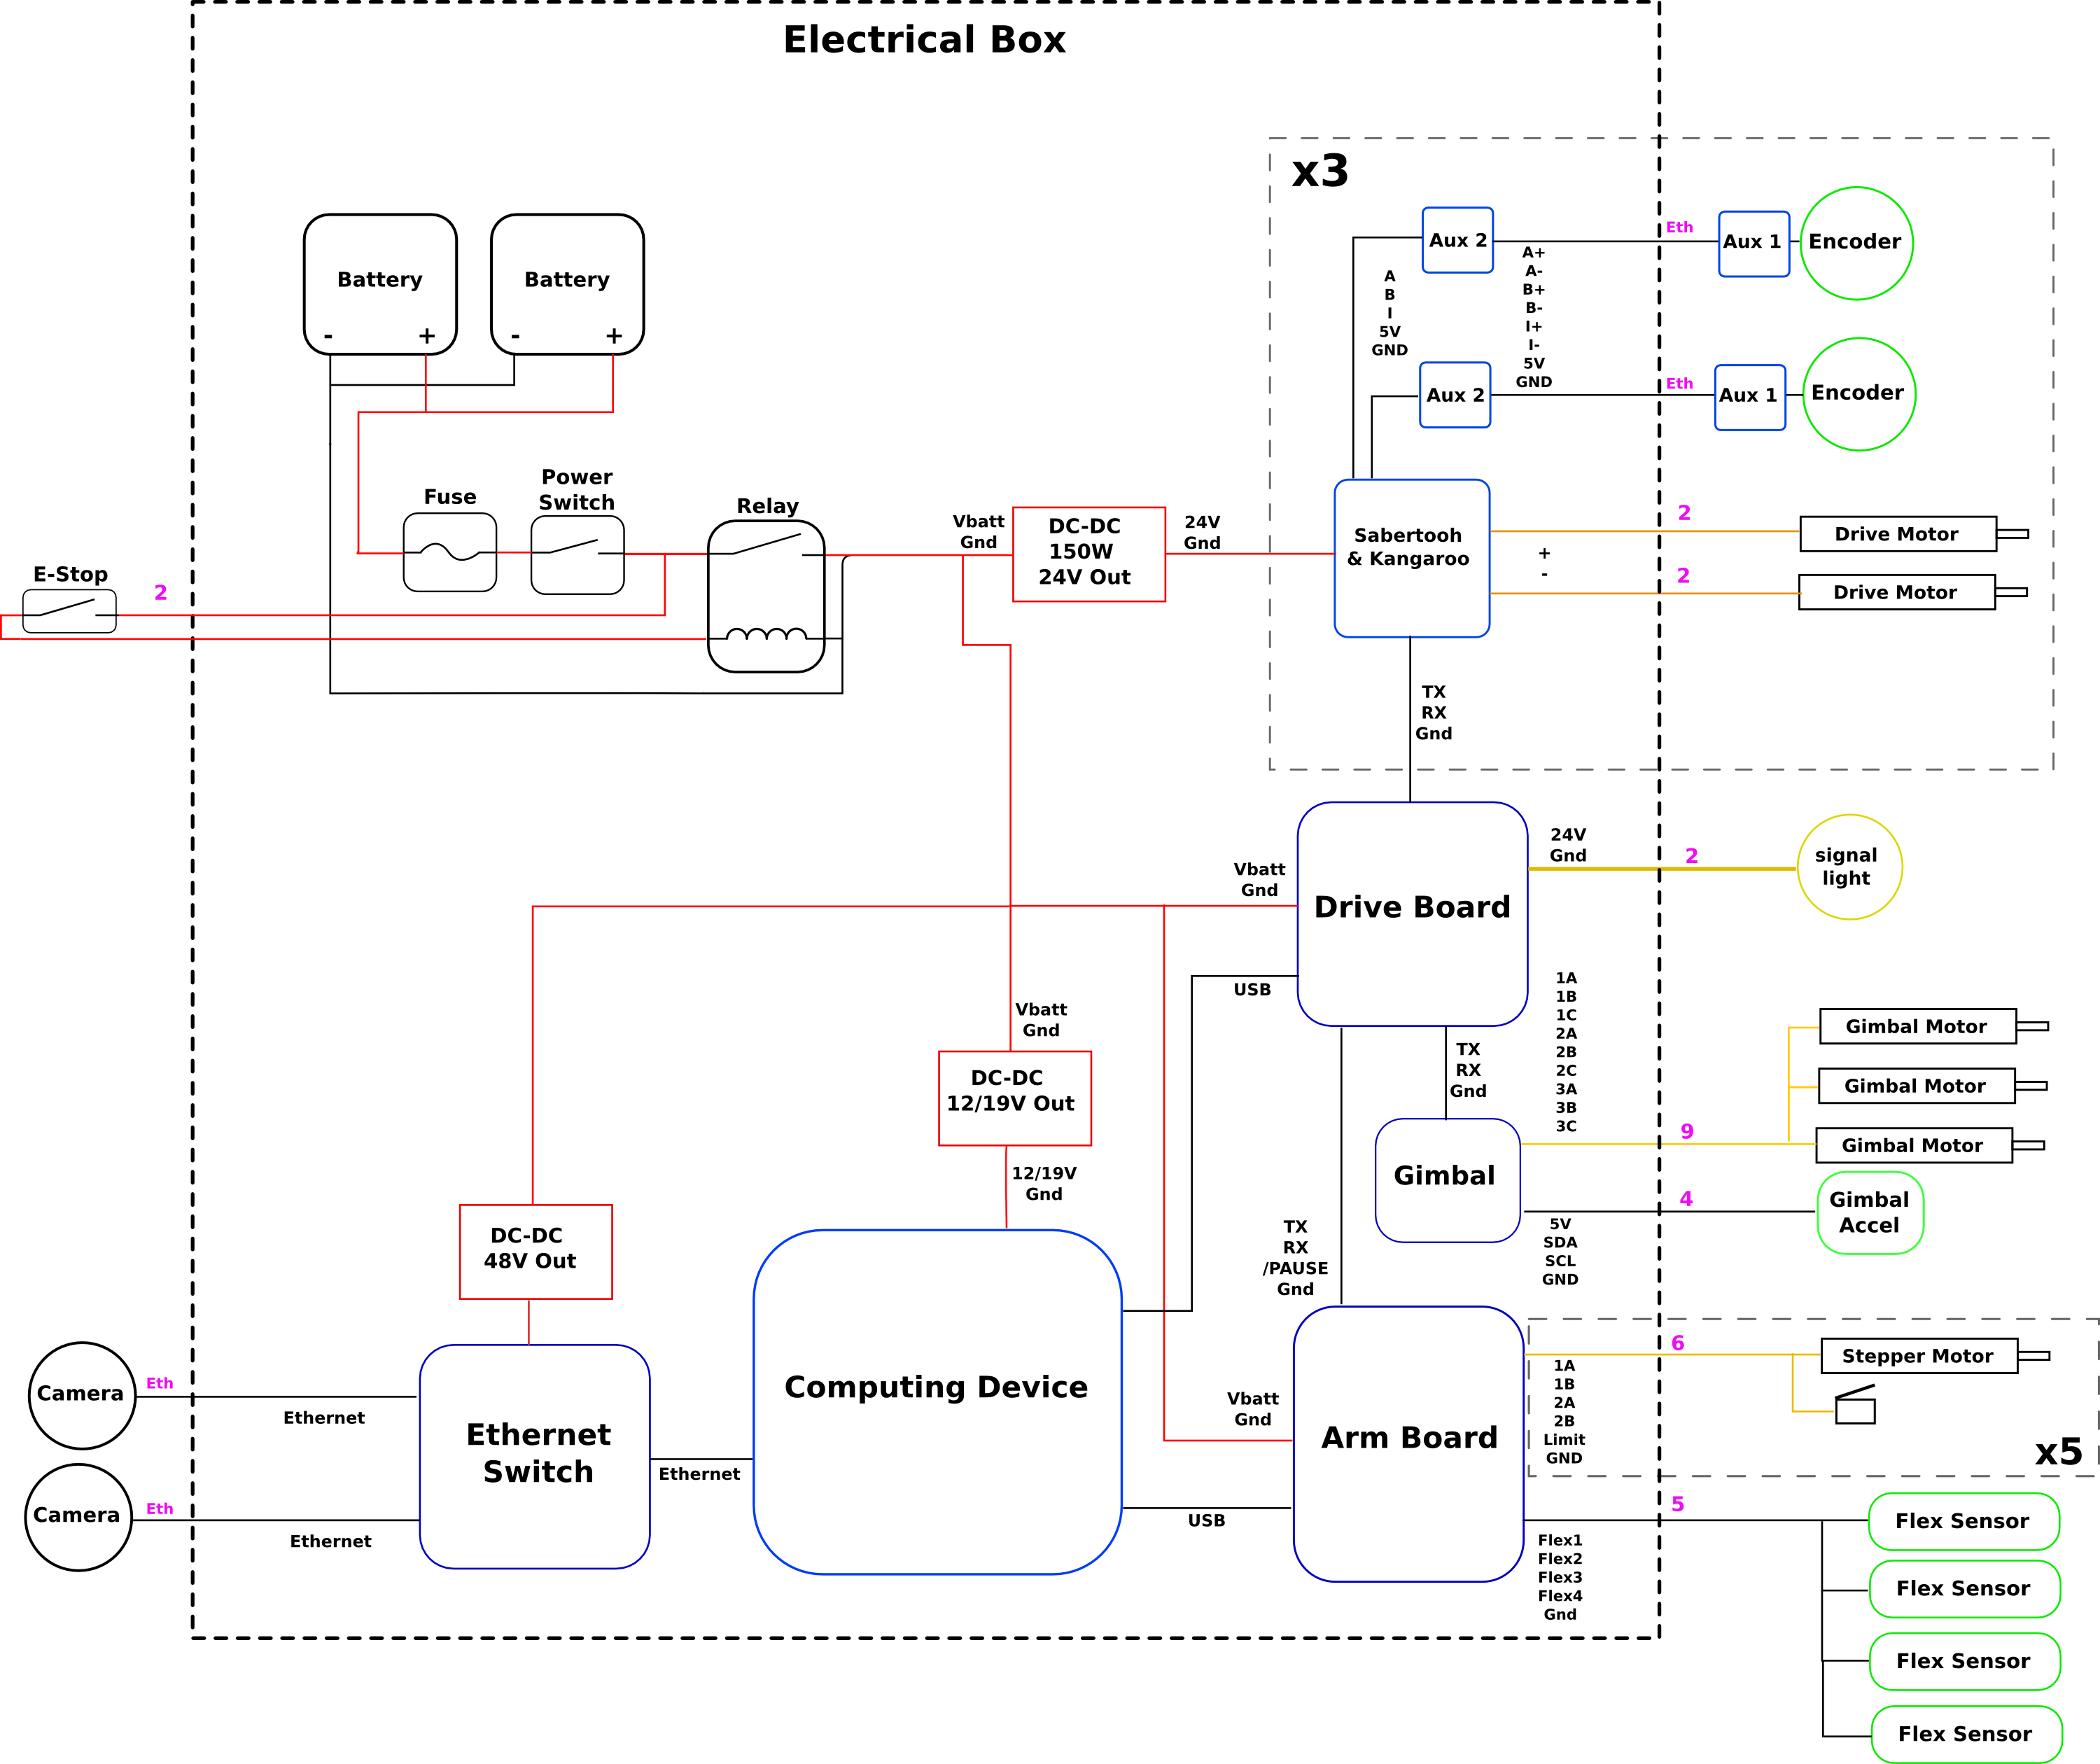 Electrical Box
x3
Battery
- +
Battery
- +
Aux 2
Eth
Aux 1
Encoder
A
B
I
5V
GND
A+
A-
B+
B-
I+
I-
5V
GND
Aux 2
Eth
Aux 1
Encoder
Fuse
Power
Switch
Relay
E-Stop
2
Vbatt
Gnd
DC-DC
150W
24V Out
24V
Gnd
Sabertooh
& Kangaroo
+
-
2
Drive Motor
2
Drive Motor
TX
RX
Gnd
Drive Board
Vbatt
Gnd
24V
Gnd
2
signal
light
USB
Vbatt
Gnd
DC-DC
12/19V Out
12/19V
Gnd
TX
RX
Gnd
1A
1B
1C
2A
2B
2C
3A
3B
3C
9
Gimbal Motor
Gimbal Motor
Gimbal Motor
Gimbal
4
Gimbal
Accel
5V
SDA
SCL
GND
TX
RX
/PAUSE
Gnd
DC-DC
48V Out
Camera
Eth
Ethernet
Camera
Eth
Ethernet
Ethernet
Switch
Ethernet
Computing Device
USB
Vbatt
Gnd
Arm Board
6
Stepper Motor
1A
1B
2A
2B
Limit
GND
x5
5
Flex1
Flex2
Flex3
Flex4
Gnd
Flex Sensor
Flex Sensor
Flex Sensor
Flex Sensor